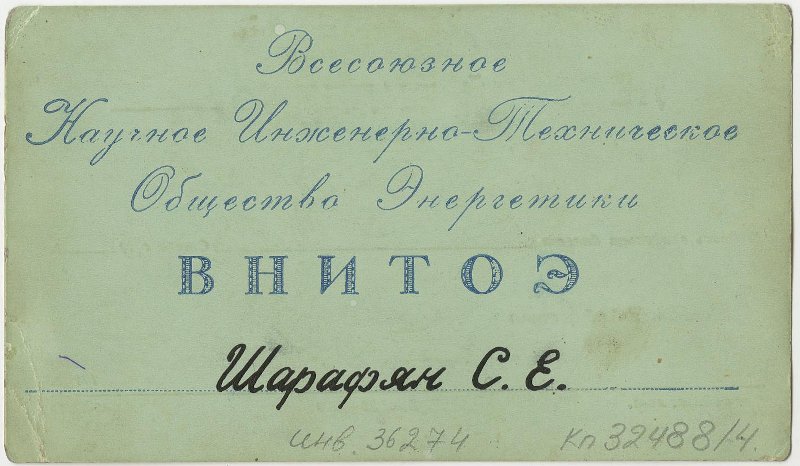 Всесоюзное
Научное Инженерно-Техническое
Общество Энергетики
ВНИТОЭ
Шарафян С. Е.
инв. 36274 Кп 32488/4.